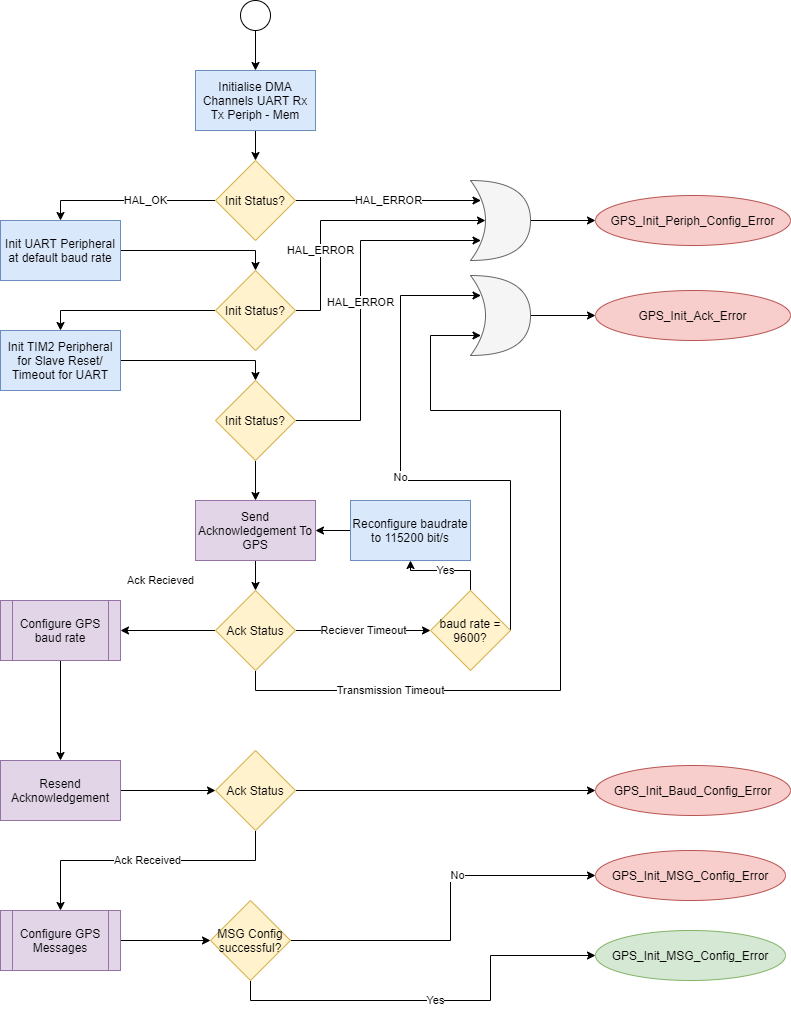 Initialise DMA
Channels UART Rx
Tx Periph - Mem
Init Status?
HAL_OK
HAL_ERROR
GPS_Init_Periph_Config_Error
Init UART Peripheral
at default baud rate
HAL_ERROR
Init Status?
HAL_ERROR
GPS_Init_Ack_Error
Init TIM2 Peripheral
for Slave Reset/
Timeout for UART
Init Status?
No
Send
Acknowledgement To
GPS
Reconfigure baudrate
to 115200 bit/s
Yes
Ack Recieved
Configure GPS
baud rate
Ack Status
Reciever Timeout
baud rate =
9600?
Transmission Timeout
Resend
Acknowledgement
Ack Status
GPS_Init_Baud_Config_Error
Ack Received
No
GPS_Init_MSG_Config_Error
Configure GPS
Messages
MSG Config
successful?
GPS_Init_MSG_Config_Error
Yes